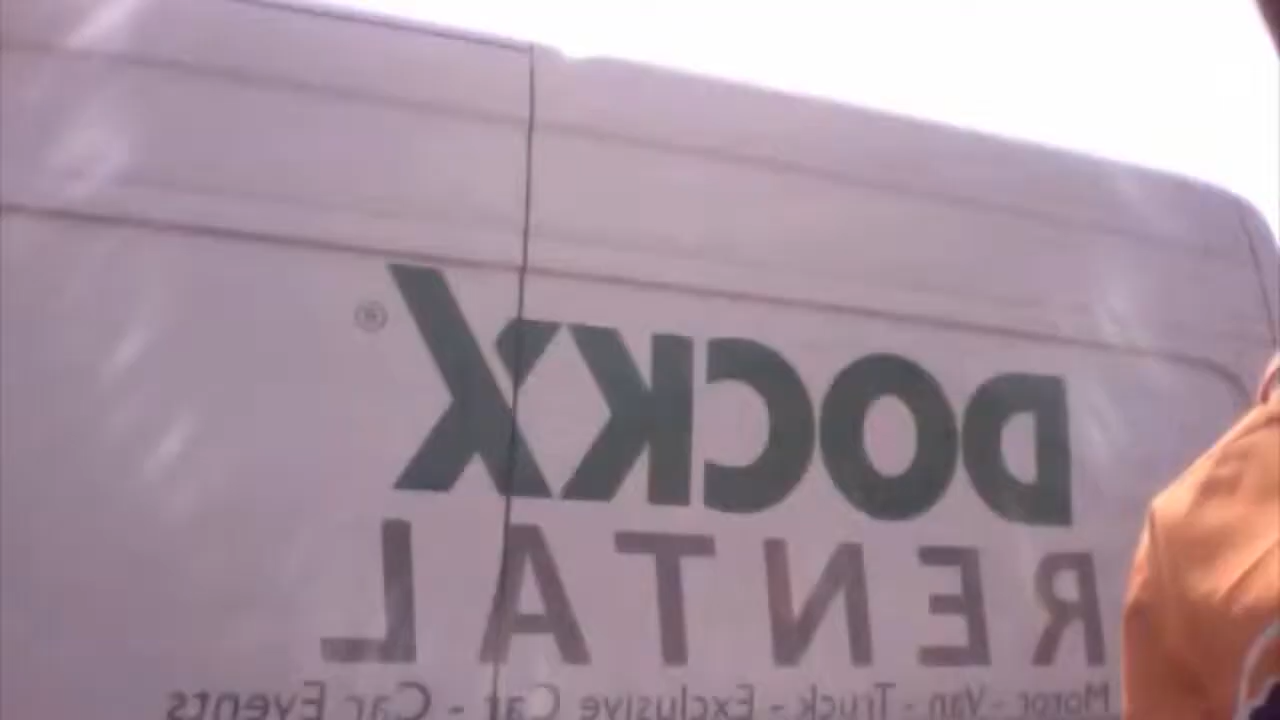 DOCKX®
RENTAL
Motor - Van - Truck - Exclusive Car - Car Events